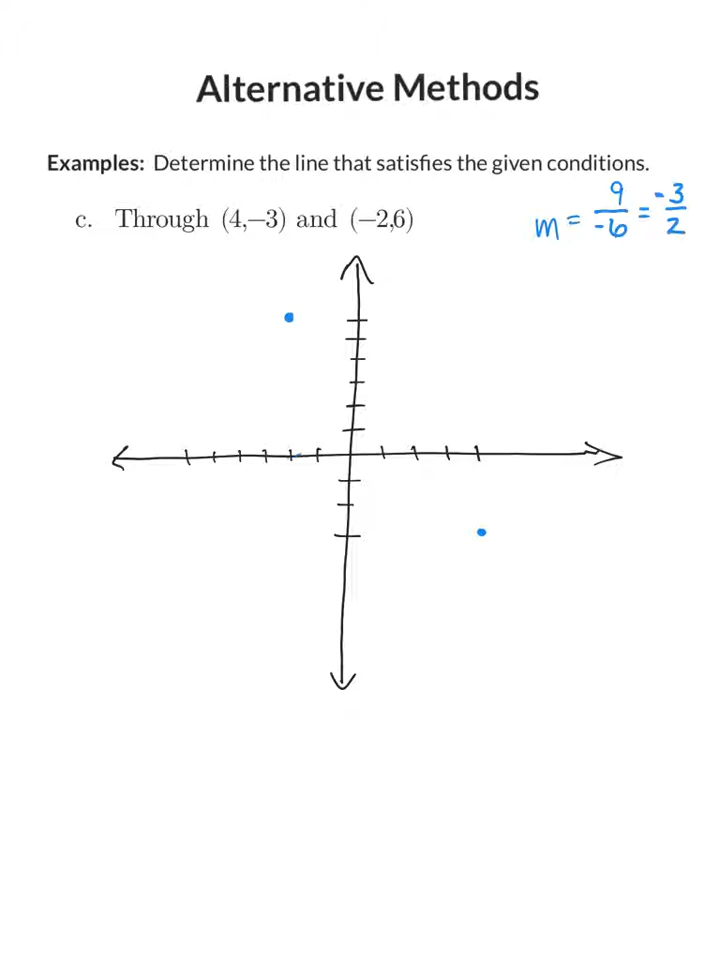 Alternative Methods
Examples: Determine the line that satisfies the given conditions.
c. Through (4,−3) and (−2,6)
m = 9/-6 = -3/2